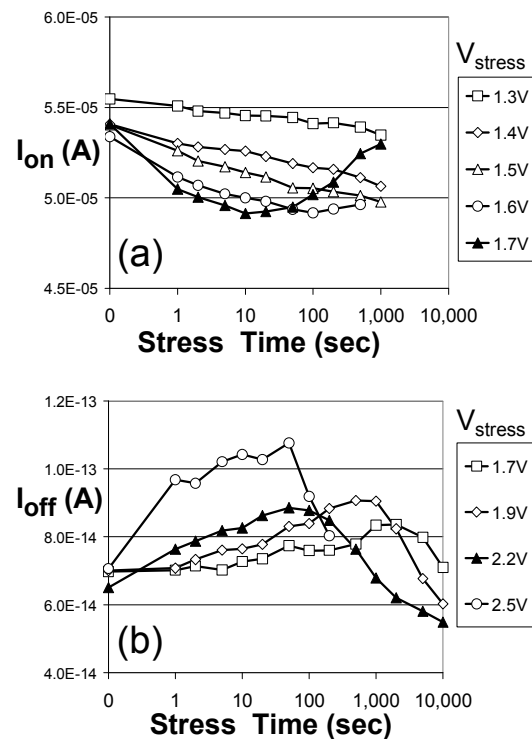 6.0E-05
5.5E-05
5.0E-05
4.5E-05
I_on (A)
(a)
0 1 10 100 1,000 10,000
Stress Time (sec)
V_stress
1.3V
1.4V
1.5V
1.6V
1.7V
1.2E-13
1.0E-13
8.0E-14
6.0E-14
4.0E-14
I_off (A)
(b)
0 1 10 100 1,000 10,000
Stress Time (sec)
V_stress
1.7V
1.9V
2.2V
2.5V